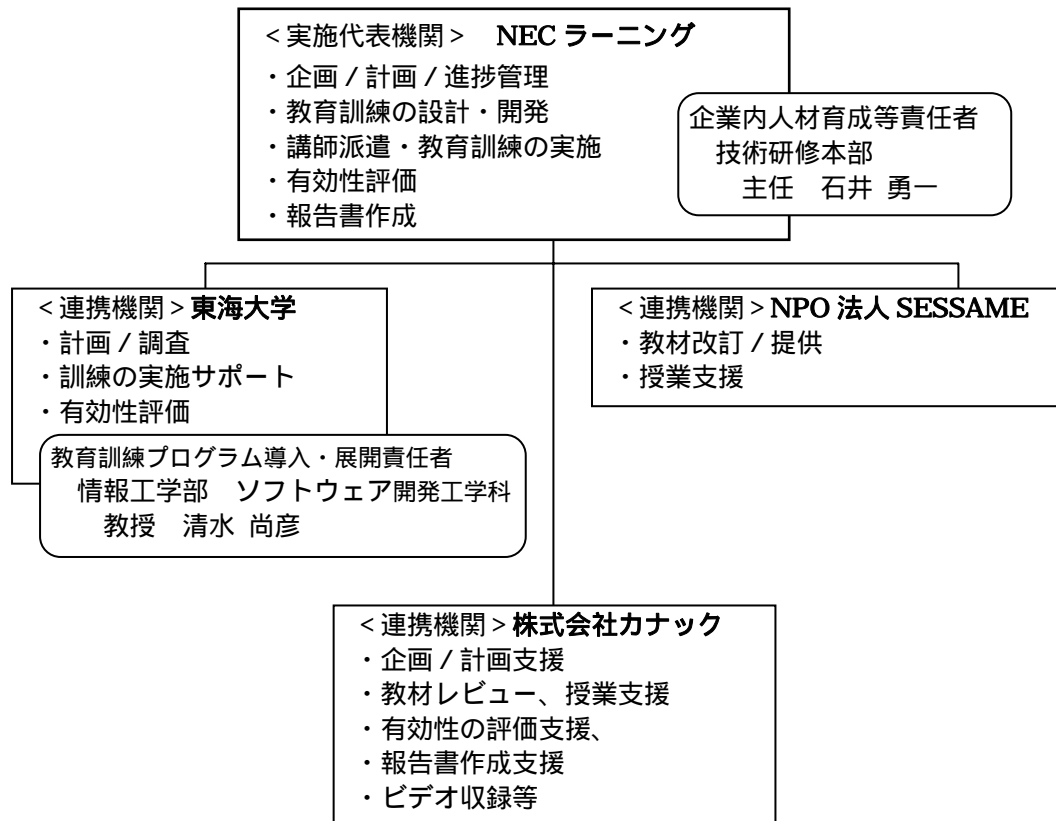 ＜実施代表機関＞　NEC ラーニング
・企画／計画／進捗管理
・教育訓練の設計・開発
・講師派遣・教育訓練の実施
・有効性評価
・報告書作成
企業内人材育成等責任者
技術研修本部
主任　石井 勇一
＜連携機関＞東海大学
・計画／調査
・訓練の実施サポート
・有効性評価
教育訓練プログラム導入・展開責任者
情報工学部　ソフトウェア開発工学科
教授　清水 尚彦
＜連携機関＞NPO 法人 SESSAME
・教材改訂／提供
・授業支援
＜連携機関＞株式会社カナック
・企画／計画支援
・教材レビュー、授業支援
・有効性の評価支援、
・報告書作成支援
・ビデオ収録等